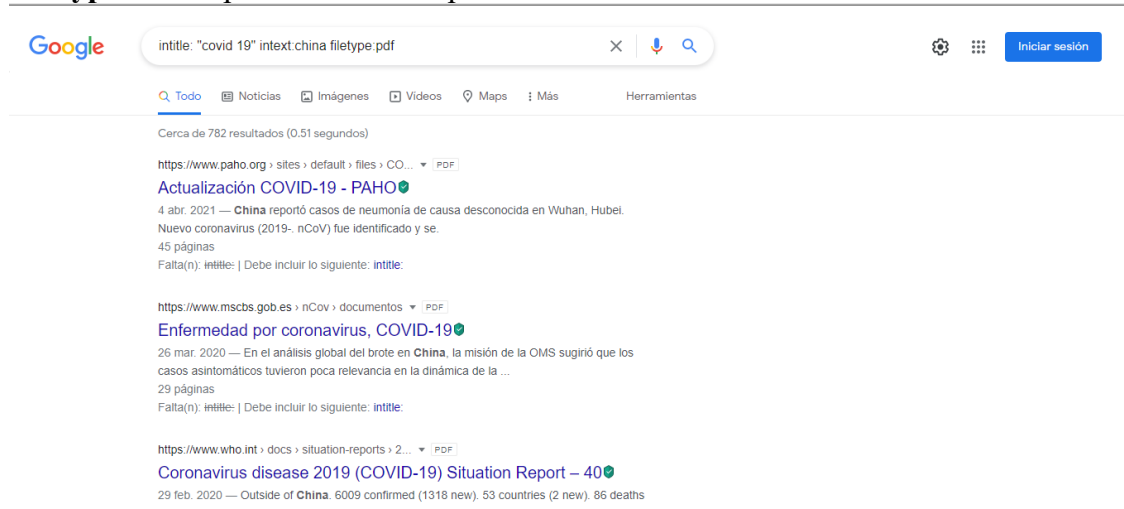 Google
intitle: "covid 19" intext:china filetype:pdf
Iniciar sesión
Todo Noticias Imágenes Vídeos Maps Más Herramientas
Cerca de 782 resultados (0.51 segundos)
https://www.paho.org › sites › default › files › CO... PDF
Actualización COVID-19 - PAHO
4 abr. 2021 — China reportó casos de neumonía de causa desconocida en Wuhan, Hubei.
Nuevo coronavirus (2019-. nCoV) fue identificado y se.
45 páginas
Falta(n): intitle: | Debe incluir lo siguiente: intitle:
https://www.mscbs.gob.es › nCov › documentos PDF
Enfermedad por coronavirus, COVID-19
26 mar. 2020 — En el análisis global del brote en China, la misión de la OMS sugirió que los
casos asintomáticos tuvieron poca relevancia en la dinámica de la ...
29 páginas
Falta(n): intitle: | Debe incluir lo siguiente: intitle:
https://www.who.int › docs › situation-reports › 2... PDF
Coronavirus disease 2019 (COVID-19) Situation Report – 40
29 feb. 2020 — Outside of China. 6009 confirmed (1318 new). 53 countries (2 new). 86 deaths